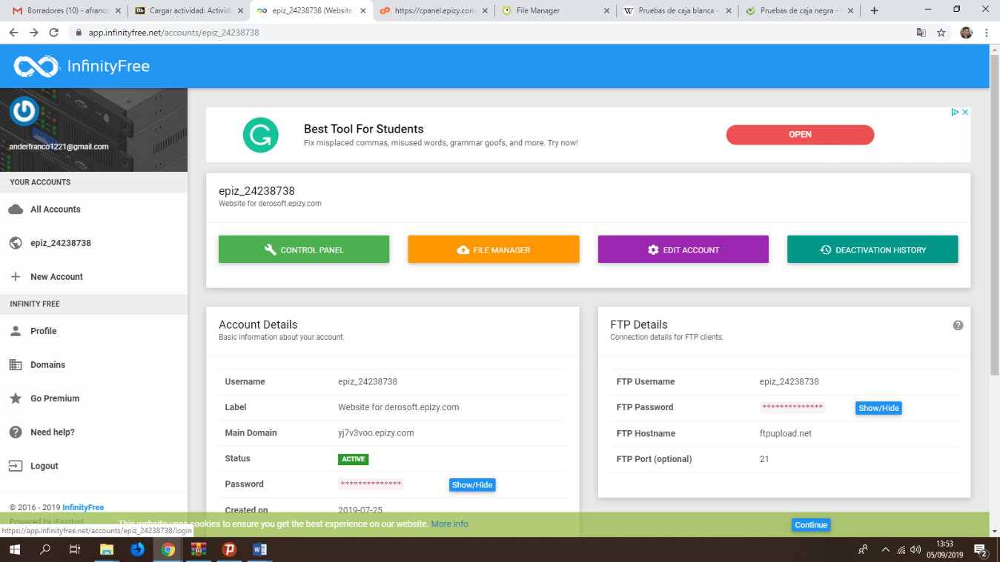 Borradores (10) - afranco
Cargar actividad: Activida
epiz_24238738 (Website
https://cpanel.epizy.com
File Manager
Pruebas de caja blanca -
Pruebas de caja negra -
app.infinityfree.net/accounts/epiz_24238738
InfinityFree
anderfranco1221@gmail.com
YOUR ACCOUNTS
All Accounts
epiz_24238738
New Account
INFINITY FREE
Profile
Domains
Go Premium
Need help?
Logout
© 2016 - 2019 InfinityFree
Powered by iFastNet
Best Tool For Students
Fix misplaced commas, misused words, grammar goofs, and more. Try now!
OPEN
epiz_24238738
Website for derosoft.epizy.com
CONTROL PANEL
FILE MANAGER
EDIT ACCOUNT
DEACTIVATION HISTORY
Account Details
Basic information about your account.
Username epiz_24238738
Label Website for derosoft.epizy.com
Main Domain yj7v3voo.epizy.com
Status ACTIVE
Password ************** Show/Hide
Created on 2019-07-25
FTP Details
Connection details for FTP clients.
FTP Username epiz_24238738
FTP Password ************** Show/Hide
FTP Hostname ftpupload.net
FTP Port (optional) 21
This website uses cookies to ensure you get the best experience on our website. More info
Continue
https://app.infinityfree.net/accounts/epiz_24238738/login
13:53
05/09/2019
2